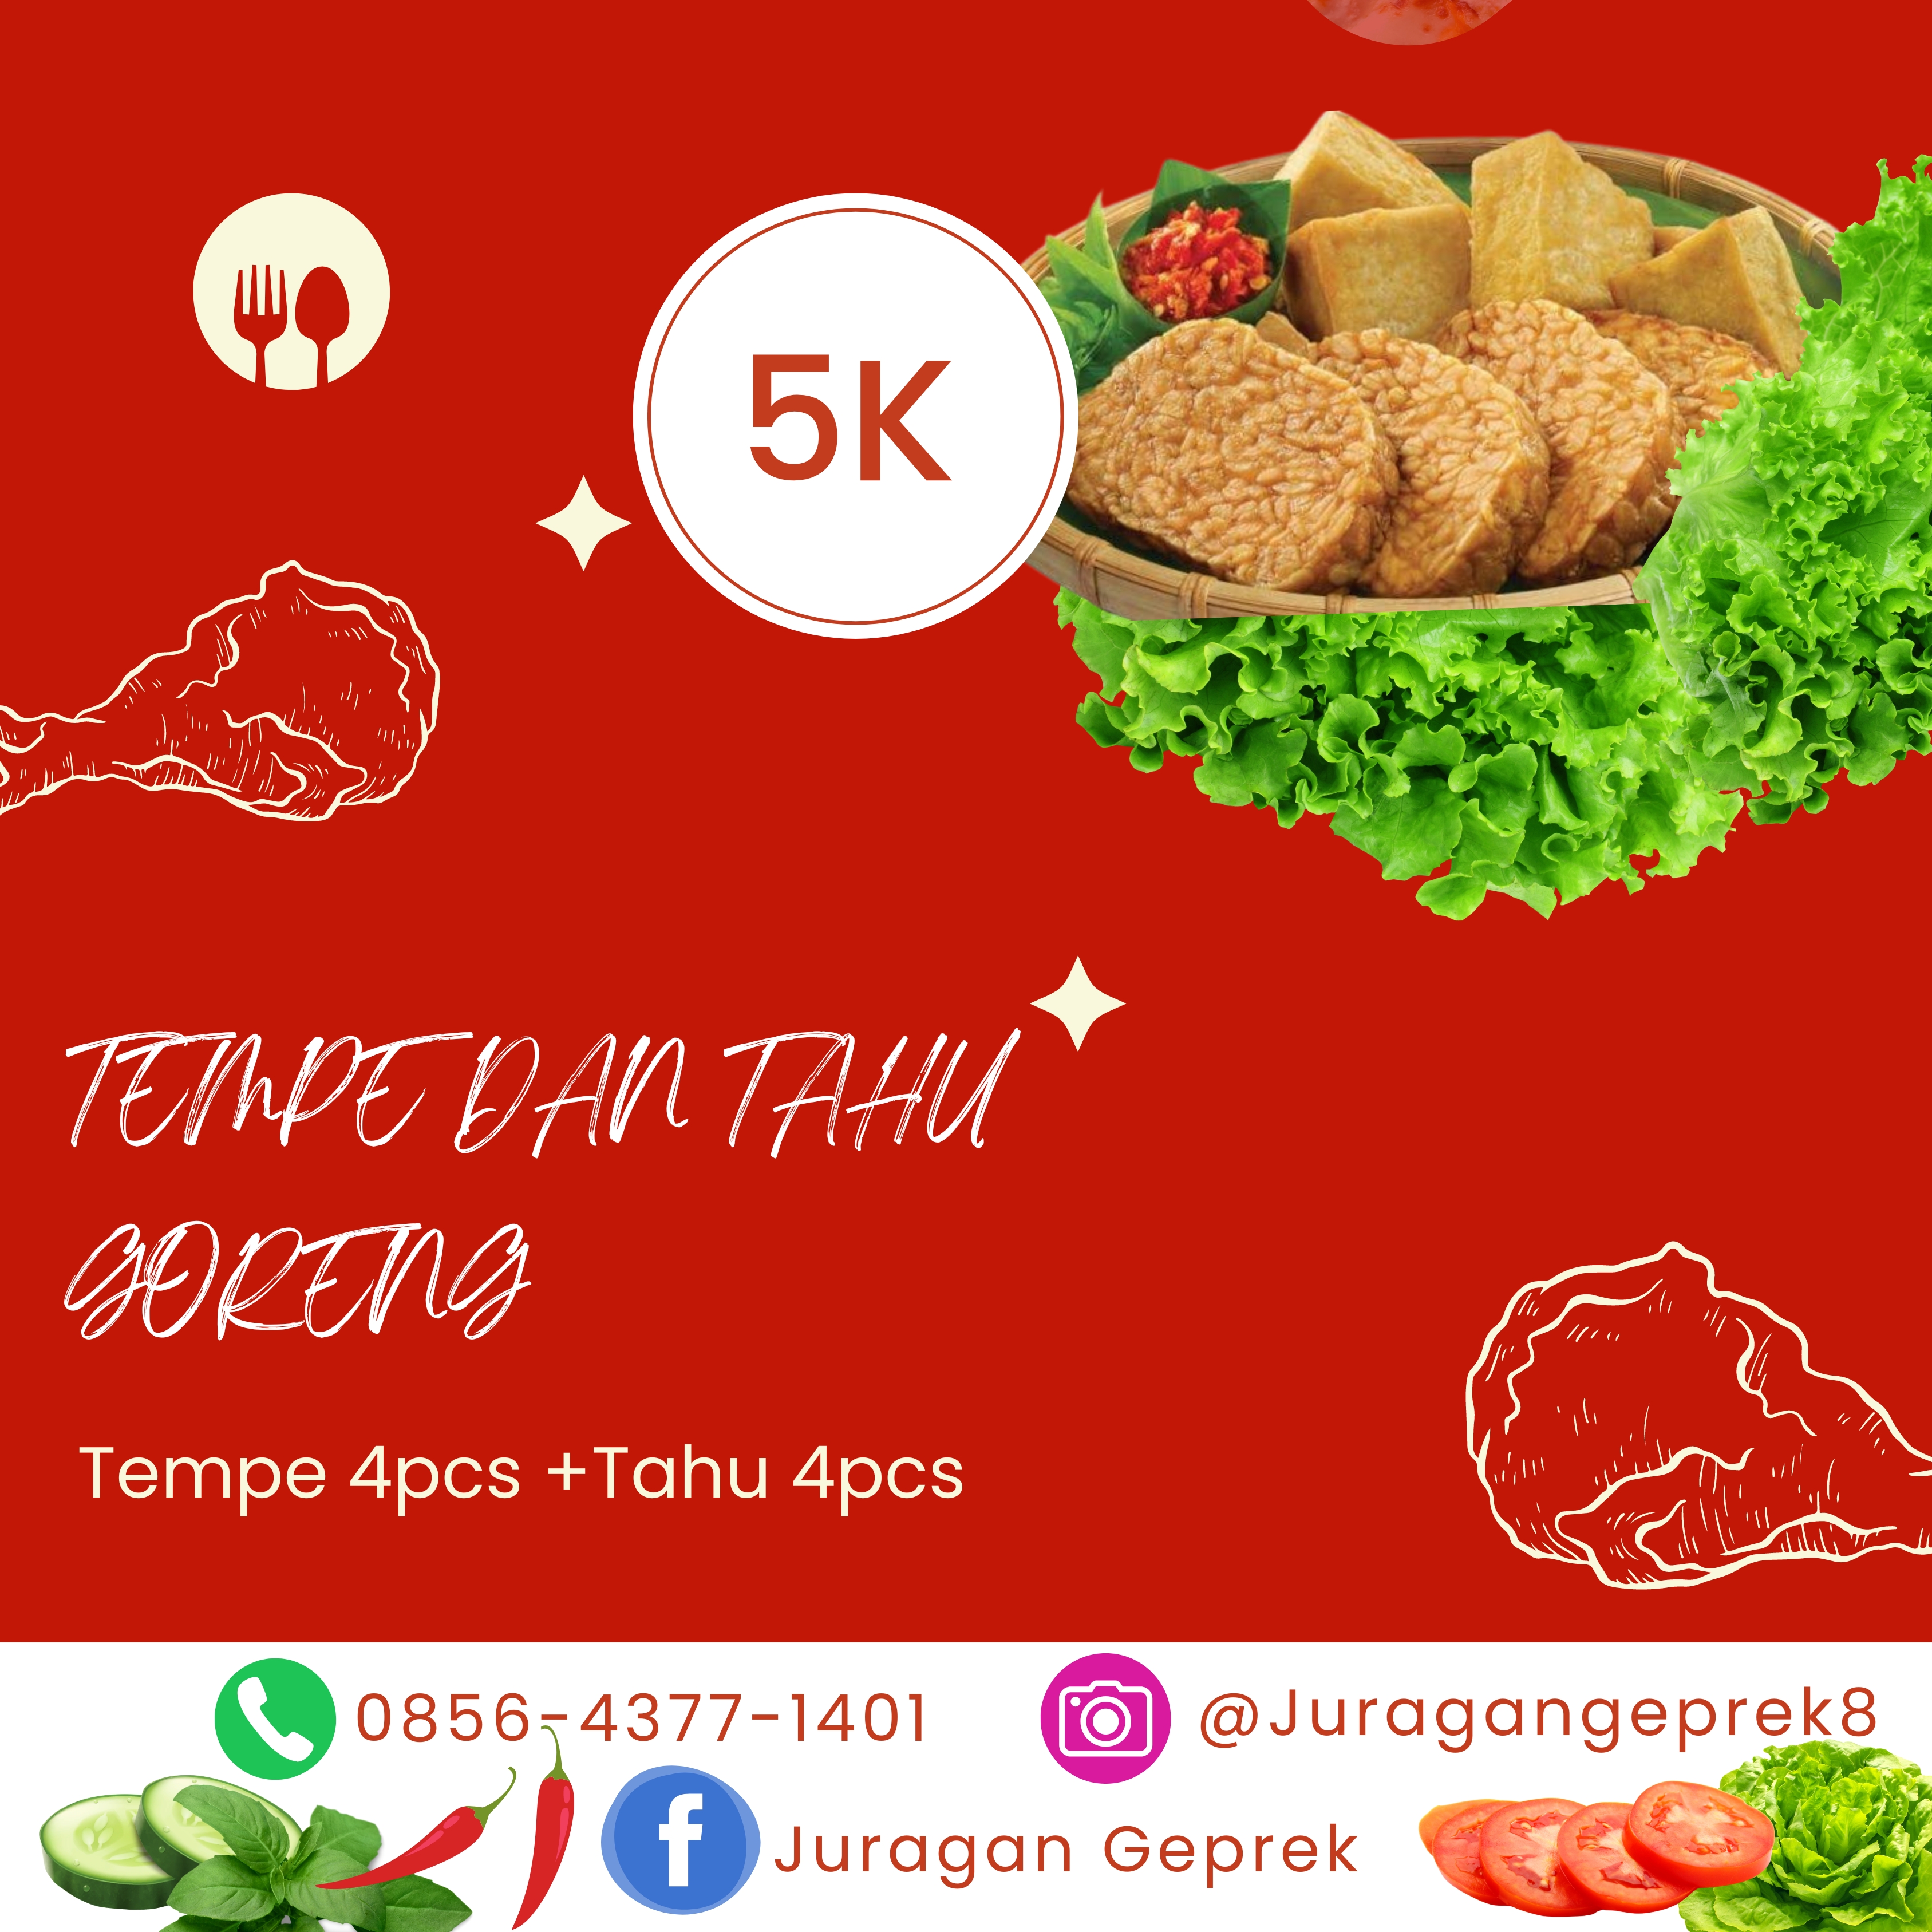 5K
TEMPE DAN TAHU
GORENG
Tempe 4pcs +Tahu 4pcs
0856-4377-1401
@Juragangeprek8
Juragan Geprek